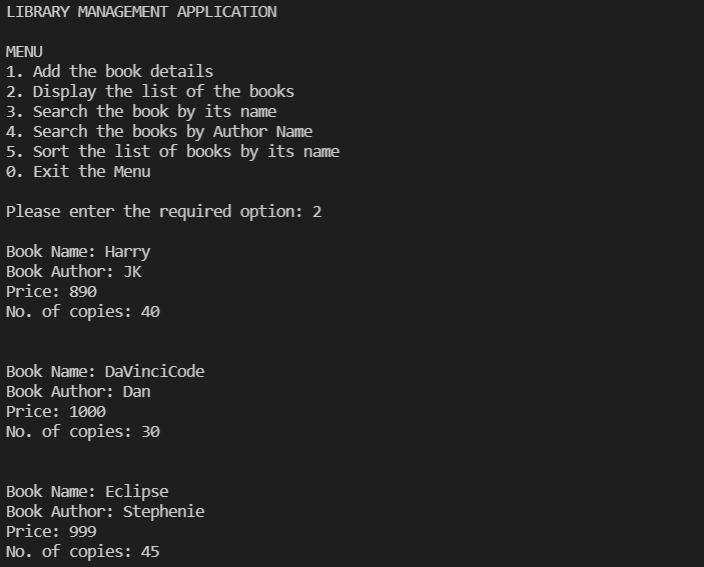 LIBRARY MANAGEMENT APPLICATION
MENU
1. Add the book details
2. Display the list of the books
3. Search the book by its name
4. Search the books by Author Name
5. Sort the list of books by its name
0. Exit the Menu
Please enter the required option: 2
Book Name: Harry
Book Author: JK
Price: 890
No. of copies: 40
Book Name: DaVinciCode
Book Author: Dan
Price: 1000
No. of copies: 30
Book Name: Eclipse
Book Author: Stephenie
Price: 999
No. of copies: 45